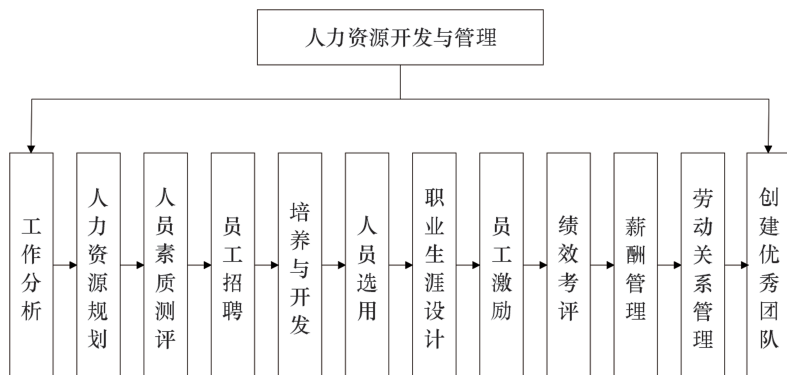 人力资源开发与管理
工作分析
人力资源规划
人员素质测评
员工招聘
培养与开发
人员选用
职业生涯设计
员工激励
绩效考评
薪酬管理
劳动关系管理
创建优秀团队